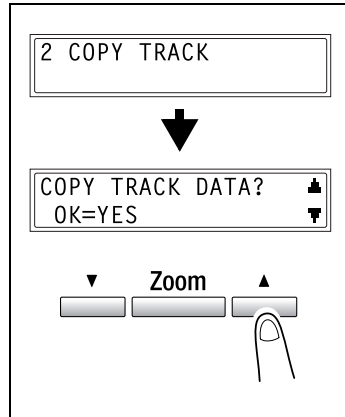 2 COPY TRACK
COPY TRACK DATA? ▲
OK=YES ▼
▼ Zoom ▲